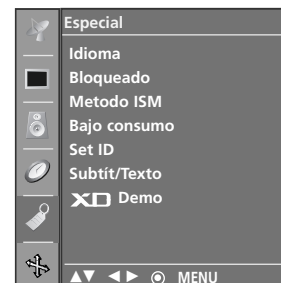 Especial
Idioma
Bloqueado
Metodo ISM
Bajo consumo
Set ID
Subtít/Texto
XD Demo
▲▼ ◄► ⦿ MENU